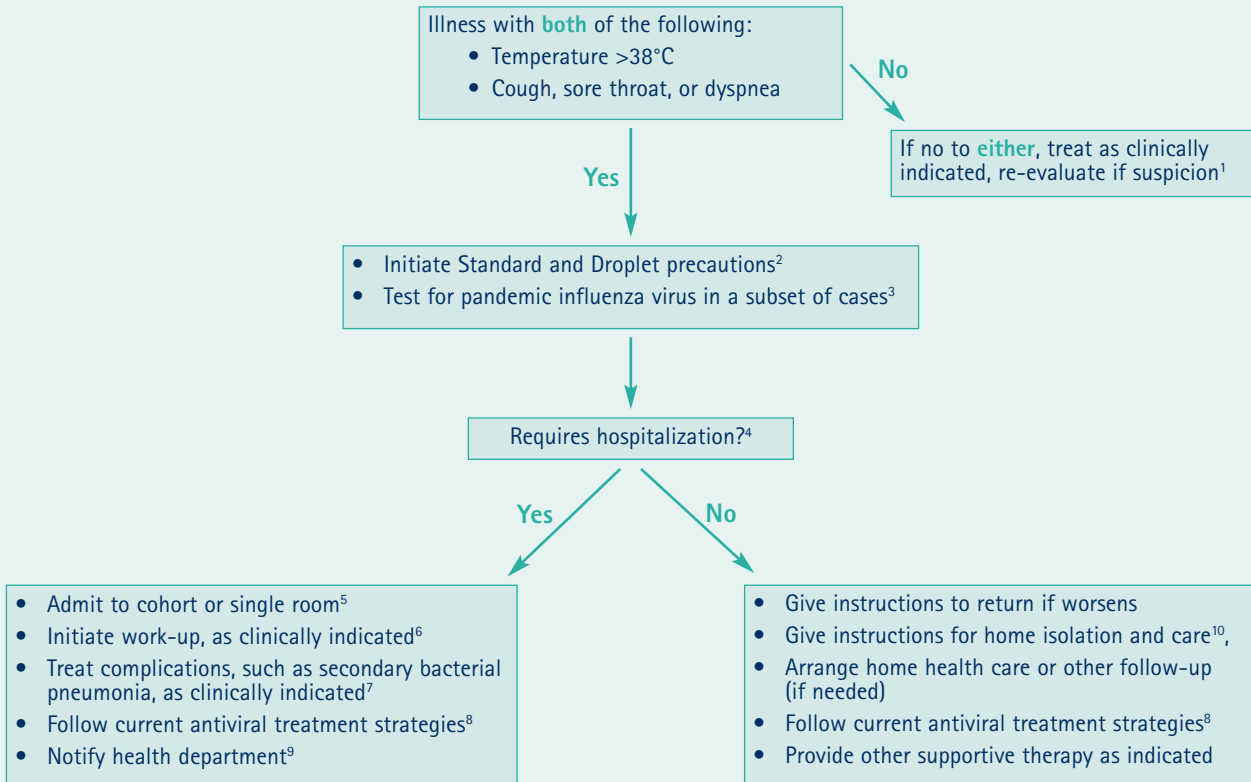 Illness with both of the following:
• Temperature >38°C
• Cough, sore throat, or dyspnea
No
If no to either, treat as clinically
indicated, re-evaluate if suspicion¹
Yes
• Initiate Standard and Droplet precautions²
• Test for pandemic influenza virus in a subset of cases³
Requires hospitalization?⁴
Yes
No
• Admit to cohort or single room⁵
• Initiate work-up, as clinically indicated⁶
• Treat complications, such as secondary bacterial
pneumonia, as clinically indicated⁷
• Follow current antiviral treatment strategies⁸
• Notify health department⁹
• Give instructions to return if worsens
• Give instructions for home isolation and care¹⁰,
• Arrange home health care or other follow-up
(if needed)
• Follow current antiviral treatment strategies⁸
• Provide other supportive therapy as indicated